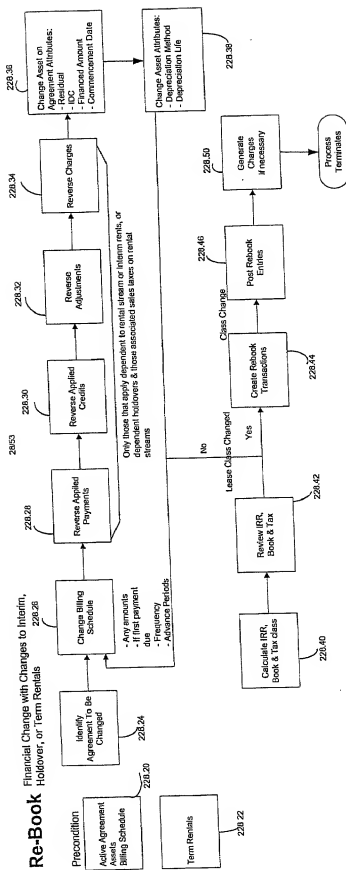 28/53
Re-Book Financial Change with Changes to Interim,
Holdover, or Term Rentals
Precondition
Active Agreement
Assets
Billing Schedule
228.20
Term Rentals
228 22
Identify
Agreement To Be
Changed
228.24
Change Billing
Schedule
228.26
- Any amounts
- If first payment
due
- Frequency
- Advance Periods
Reverse Applied
Payments
228.28
Reverse Applied
Credits
228.30
Reverse
Adjustments
228.32
Reverse Charges
228.34
Only those that apply dependent to rental stream or interim rents, or
dependent holdovers & those associated sales taxes on rental
streams
Change Asset on
Agreement Attributes:
- Residual
- IDC
- Financed Amount
- Commencement Date
228.36
Change Asset Attributes:
- Depreciation Method
- Depreciation Life
228.38
Calculate IRR,
Book & Tax class
228.40
Review IRR,
Book & Tax
228.42
No
Lease Class Changed
Yes
Create Rebook
Transactions
228.44
Class Change
Post Rebook
Entries
228.46
- Generate
Charges
If necessary
228.50
Process
Terminates